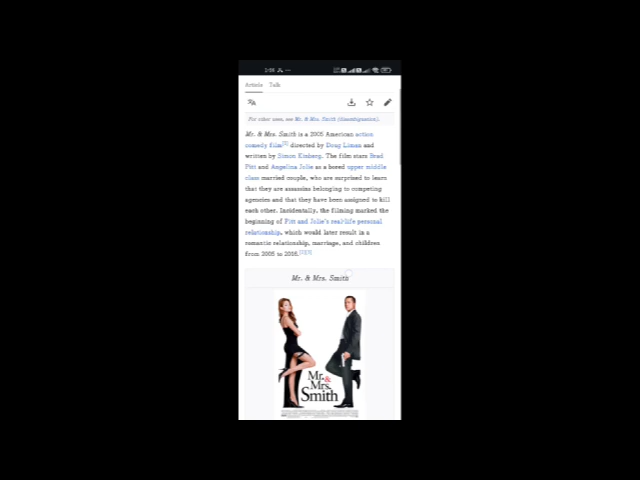 Article Talk
For other uses, see Mr. & Mrs. Smith (disambiguation).
Mr. & Mrs. Smith is a 2005 American action
comedy film[2] directed by Doug Liman and
written by Simon Kinberg. The film stars Brad
Pitt and Angelina Jolie as a bored upper middle
class married couple, who are surprised to learn
that they are assassins belonging to competing
agencies and that they have been assigned to kill
each other. Incidentally, the filming marked the
beginning of Pitt and Jolie's real-life personal
relationship, which would later result in a
romantic relationship, marriage, and children
from 2005 to 2016.
Mr. & Mrs. Smith
Mr.
&
Mrs.
Smith